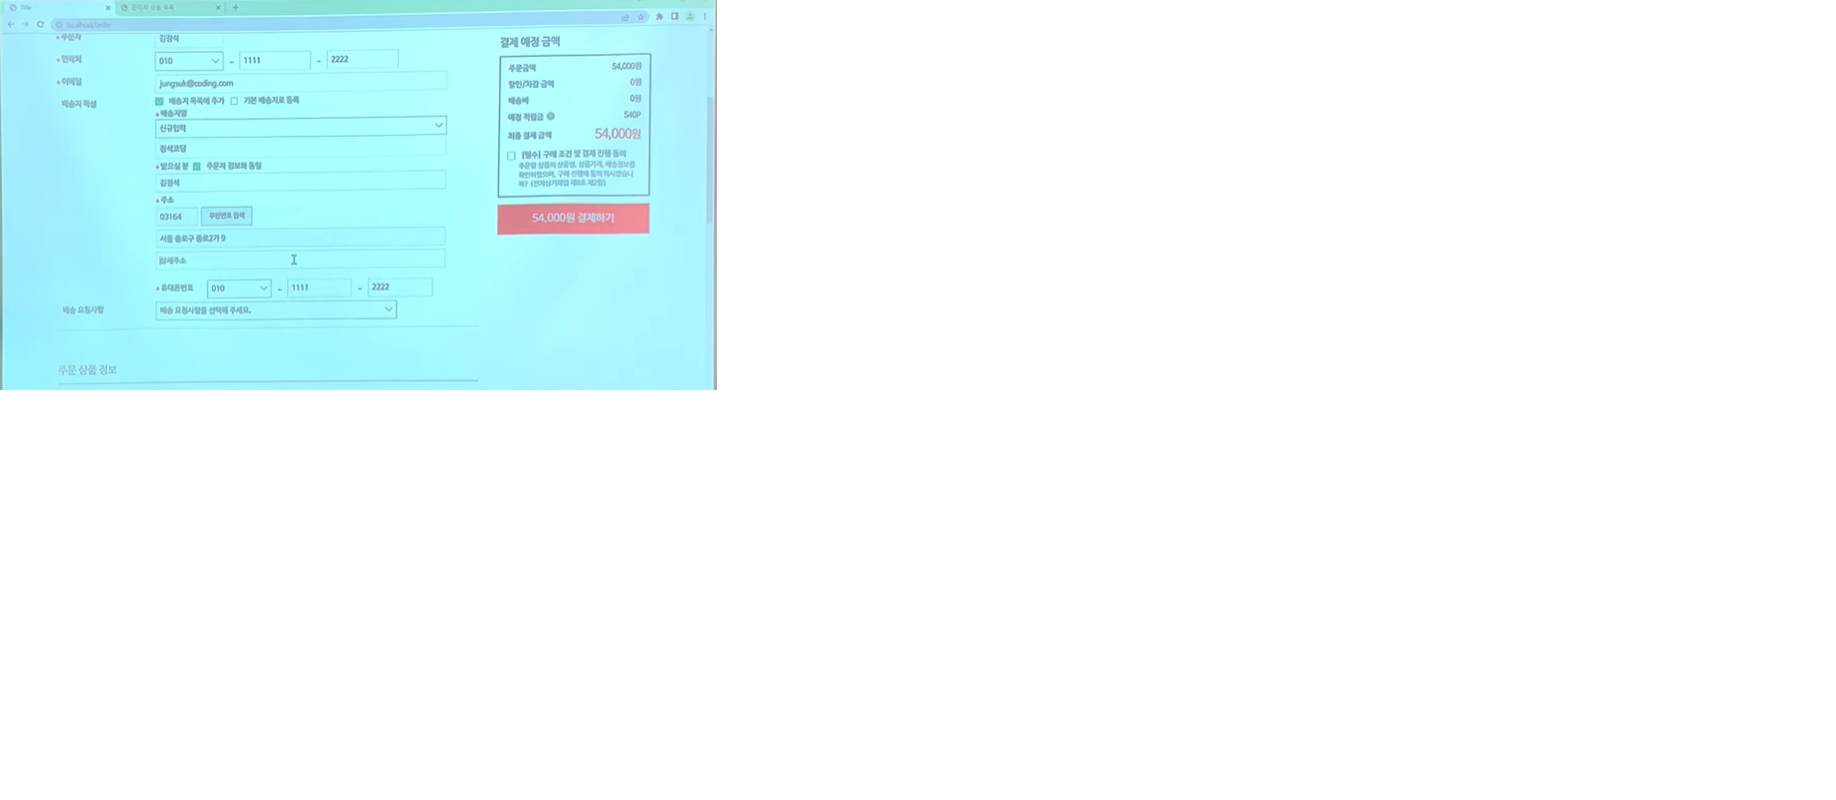 Title
전자책 상품 목록
localhost/order
주문자
김정석
연락처
010 - 1111 - 2222
이메일
jungsuk@coding.com
배송지 작성
배송지 목록에 추가 기본 배송지로 등록
배송지명
신규입력
정석코딩
받으실 분 주문자 정보와 동일
김정석
주소
03164 우편번호 검색
서울 종로구 종로2가 9
상세주소
휴대폰번호 010 - 1111 - 2222
배송 요청사항
배송 요청사항을 선택해 주세요.
주문 상품 정보
결제 예정 금액
주문금액 54,000원
할인/차감 금액 0원
배송비 0원
예정 적립금 540P
최종 결제 금액 54,000원
[필수] 구매 조건 및 결제 진행 동의
주문할 상품의 상품명, 상품가격, 배송정보를
확인하였으며, 구매 진행에 동의 하시겠습니
까? (전자상거래법 제8조 제2항)
54,000원 결제하기